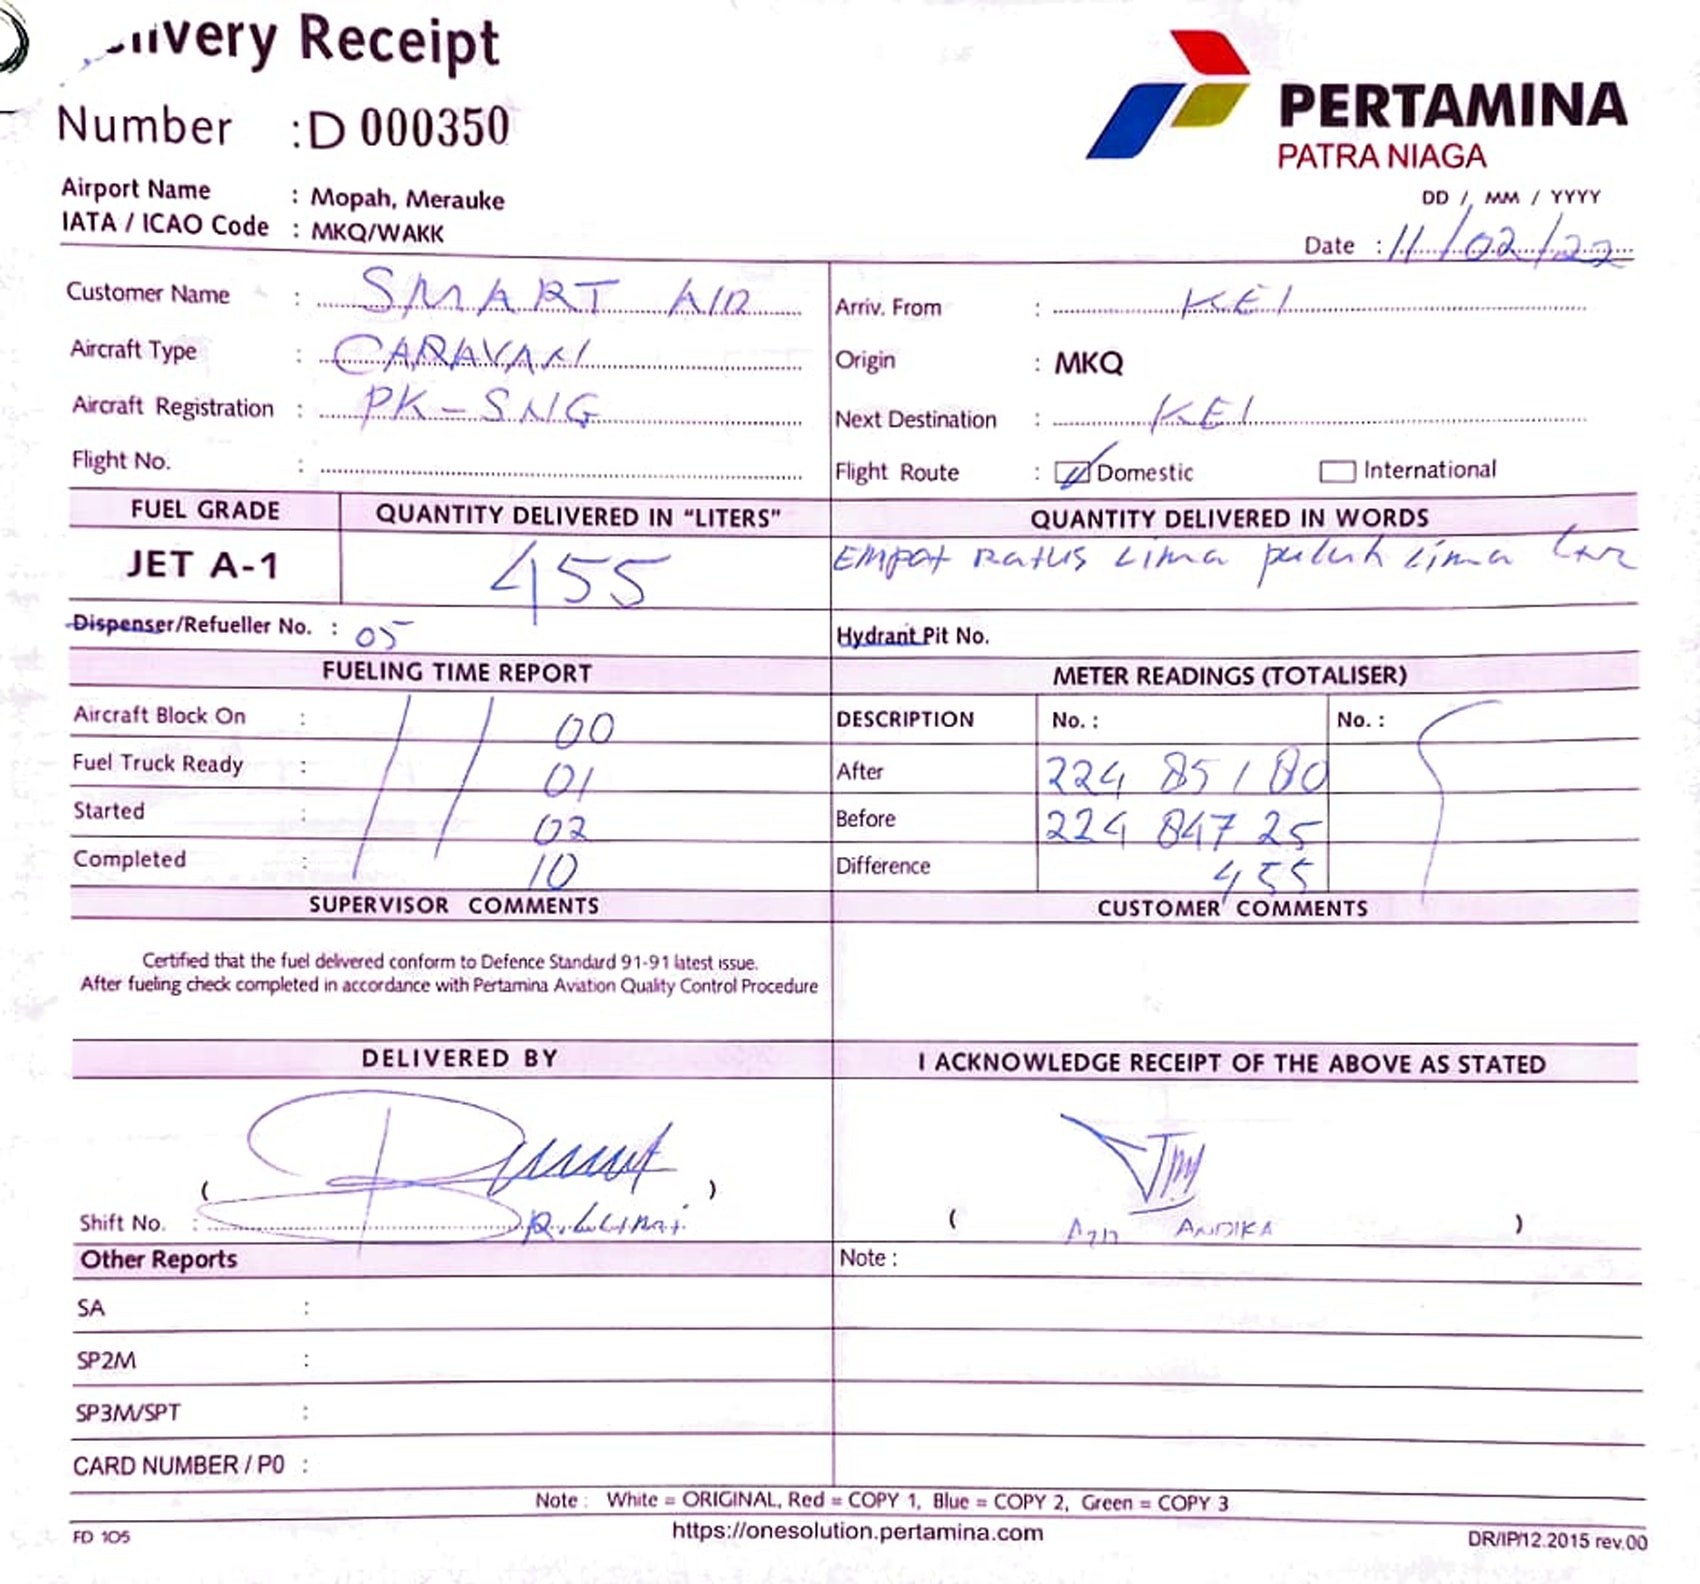 Delivery Receipt
Number : D 000350
PERTAMINA
PATRA NIAGA
Airport Name : Mopah, Merauke
IATA / ICAO Code : MKQ/WAKK
DD / MM / YYYY
Date : 11/02/22
Customer Name : SMART AIR
Arriv. From : KEI
Aircraft Type : CARAVAN
Origin : MKQ
Aircraft Registration : PK-SNG
Next Destination : KEI
Flight No. :
Flight Route : Domestic International
FUEL GRADE QUANTITY DELIVERED IN "LITERS" QUANTITY DELIVERED IN WORDS
JET A-1 455 EMPAT RATUS LIMA puluh Lima
Dispenser/Refueller No. : 05 Hydrant Pit No.
FUELING TIME REPORT METER READINGS (TOTALISER)
Aircraft Block On : 00 DESCRIPTION No. : No. :
Fuel Truck Ready : 01 After 224 851 80
Started : 02 Before 224 847 25
Completed : 10 Difference 455
SUPERVISOR COMMENTS CUSTOMER COMMENTS
Certified that the fuel delivered conform to Defence Standard 91-91 latest issue.
After fueling check completed in accordance with Pertamina Aviation Quality Control Procedure
DELIVERED BY I ACKNOWLEDGE RECEIPT OF THE ABOVE AS STATED
( ) ( ANDIKA )
Shift No. :
Other Reports Note :
SA :
SP2M :
SP3M/SPT :
CARD NUMBER / PO :
Note : White = ORIGINAL, Red = COPY 1, Blue = COPY 2, Green = COPY 3
FD 105 https://onesolution.pertamina.com DR/IP/12.2015 rev.00